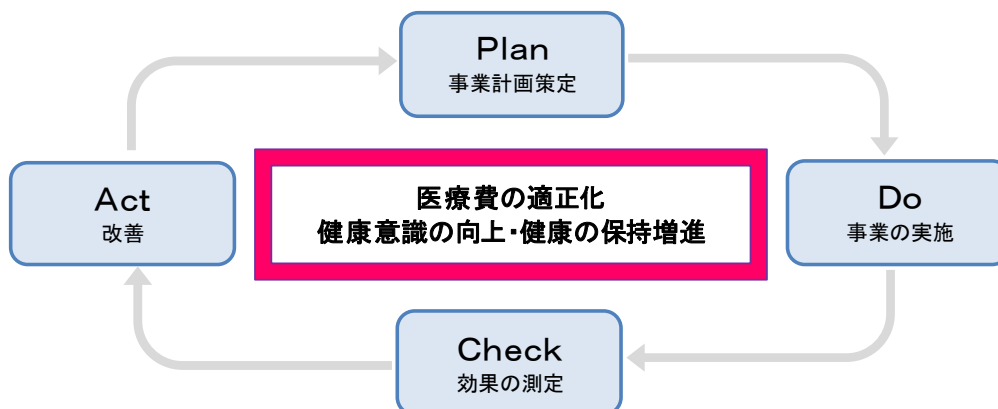 Plan
事業計画策定
Act
改善
医療費の適正化
健康意識の向上・健康の保持増進
Do
事業の実施
Check
効果の測定